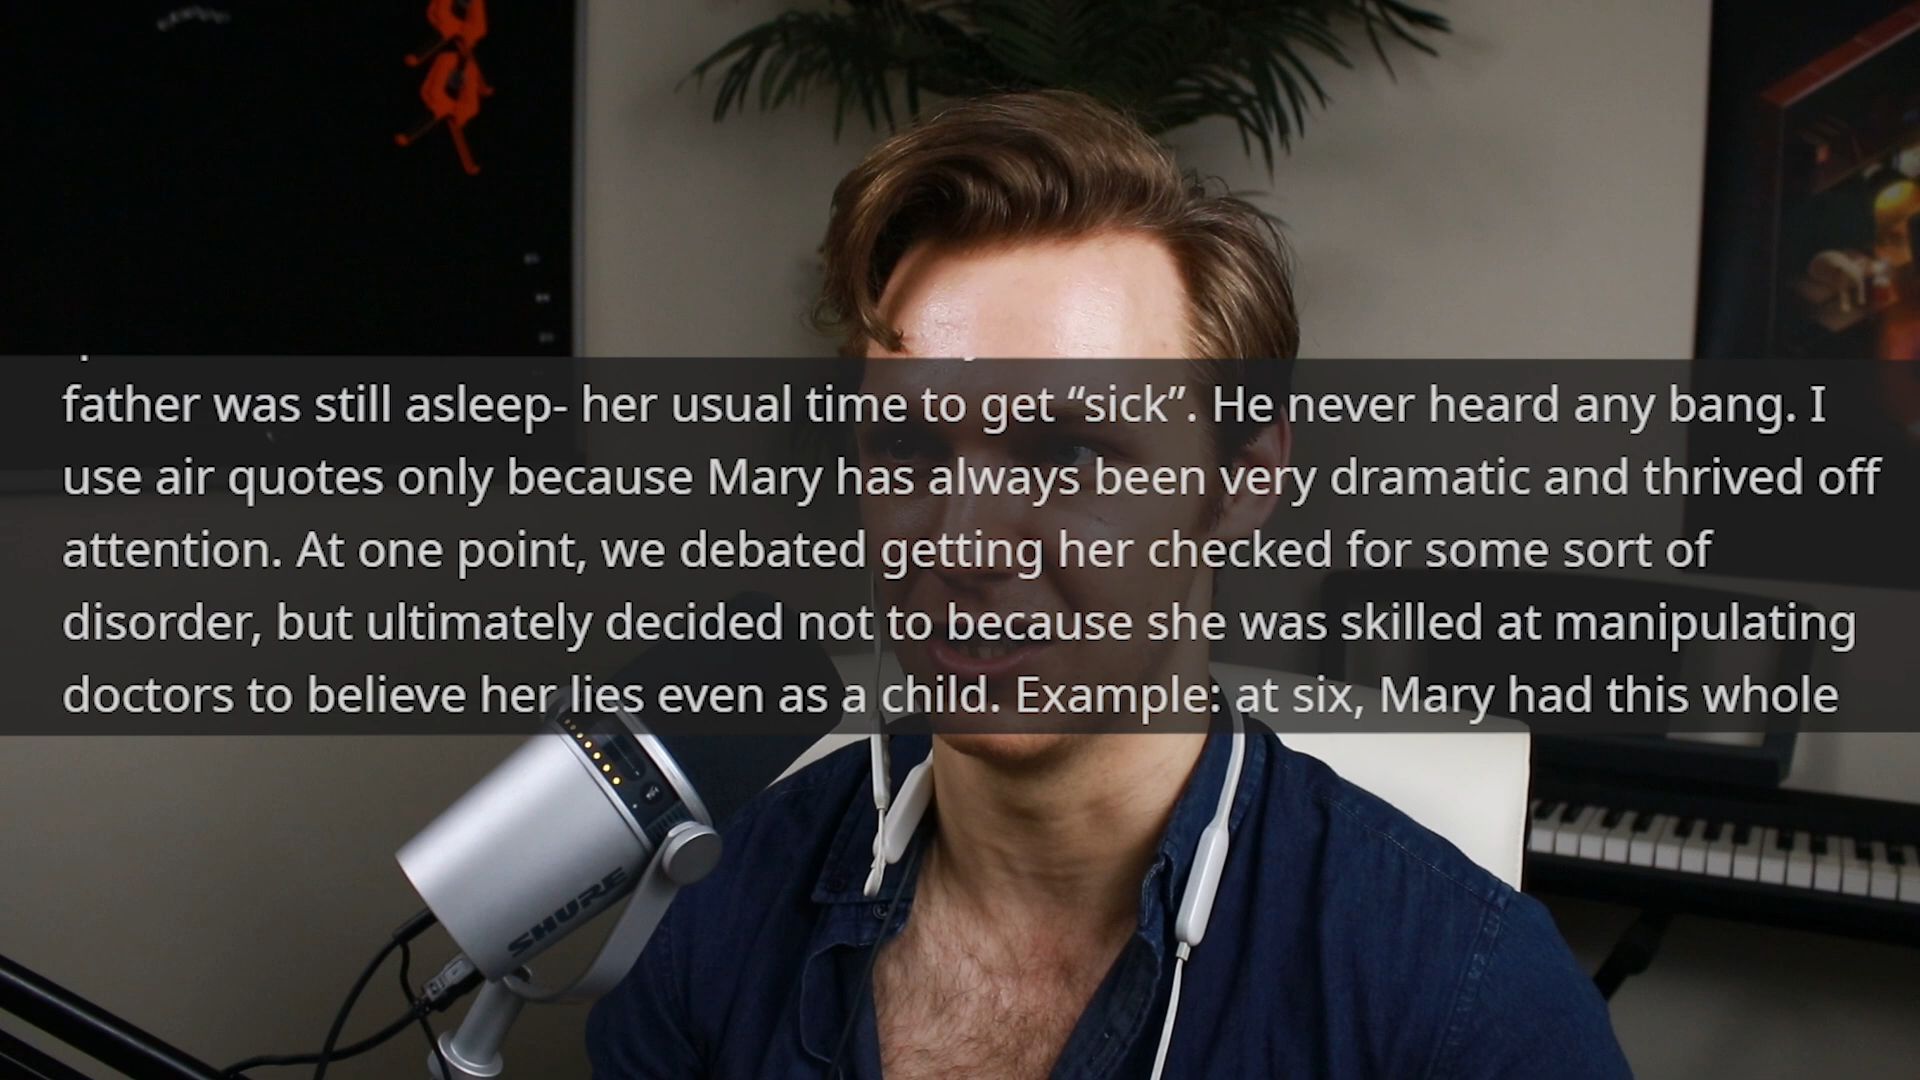 father was still asleep- her usual time to get “sick”. He never heard any bang. I
use air quotes only because Mary has always been very dramatic and thrived off
attention. At one point, we debated getting her checked for some sort of
disorder, but ultimately decided not to because she was skilled at manipulating
doctors to believe her lies even as a child. Example: at six, Mary had this whole
SHURE